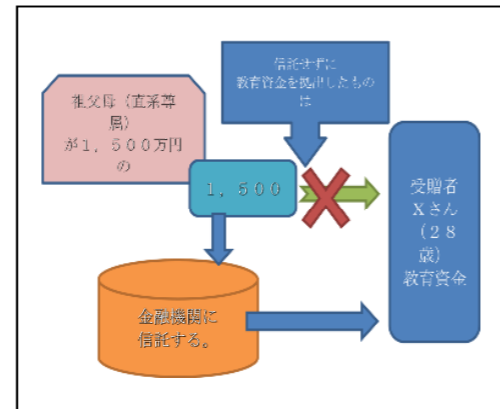 信託せずに
教育資金を拠出したもの
は
祖父母（直系尊
属）
が１，５００万円
の
１，５００
受贈者
Ｘさん
（２８
歳）
教育資金
金融機関に
信託する。